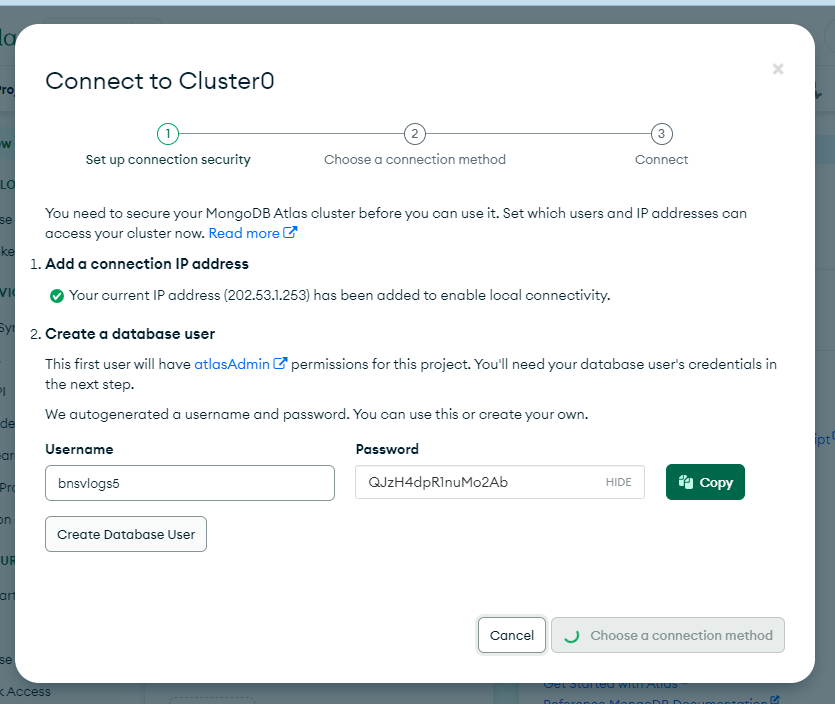 Connect to Cluster0
×
1
2
3
Set up connection security
Choose a connection method
Connect
You need to secure your MongoDB Atlas cluster before you can use it. Set which users and IP addresses can
access your cluster now. Read more
1. Add a connection IP address
Your current IP address (202.53.1.253) has been added to enable local connectivity.
2. Create a database user
This first user will have atlasAdmin permissions for this project. You'll need your database user's credentials in
the next step.
We autogenerated a username and password. You can use this or create your own.
Username
Password
bnsvlogs5
QJzH4dpR1nuMo2Ab
HIDE
Copy
Create Database User
Cancel
Choose a connection method
Get Started with Atlas
k Access
Reference MongoDB Documentation